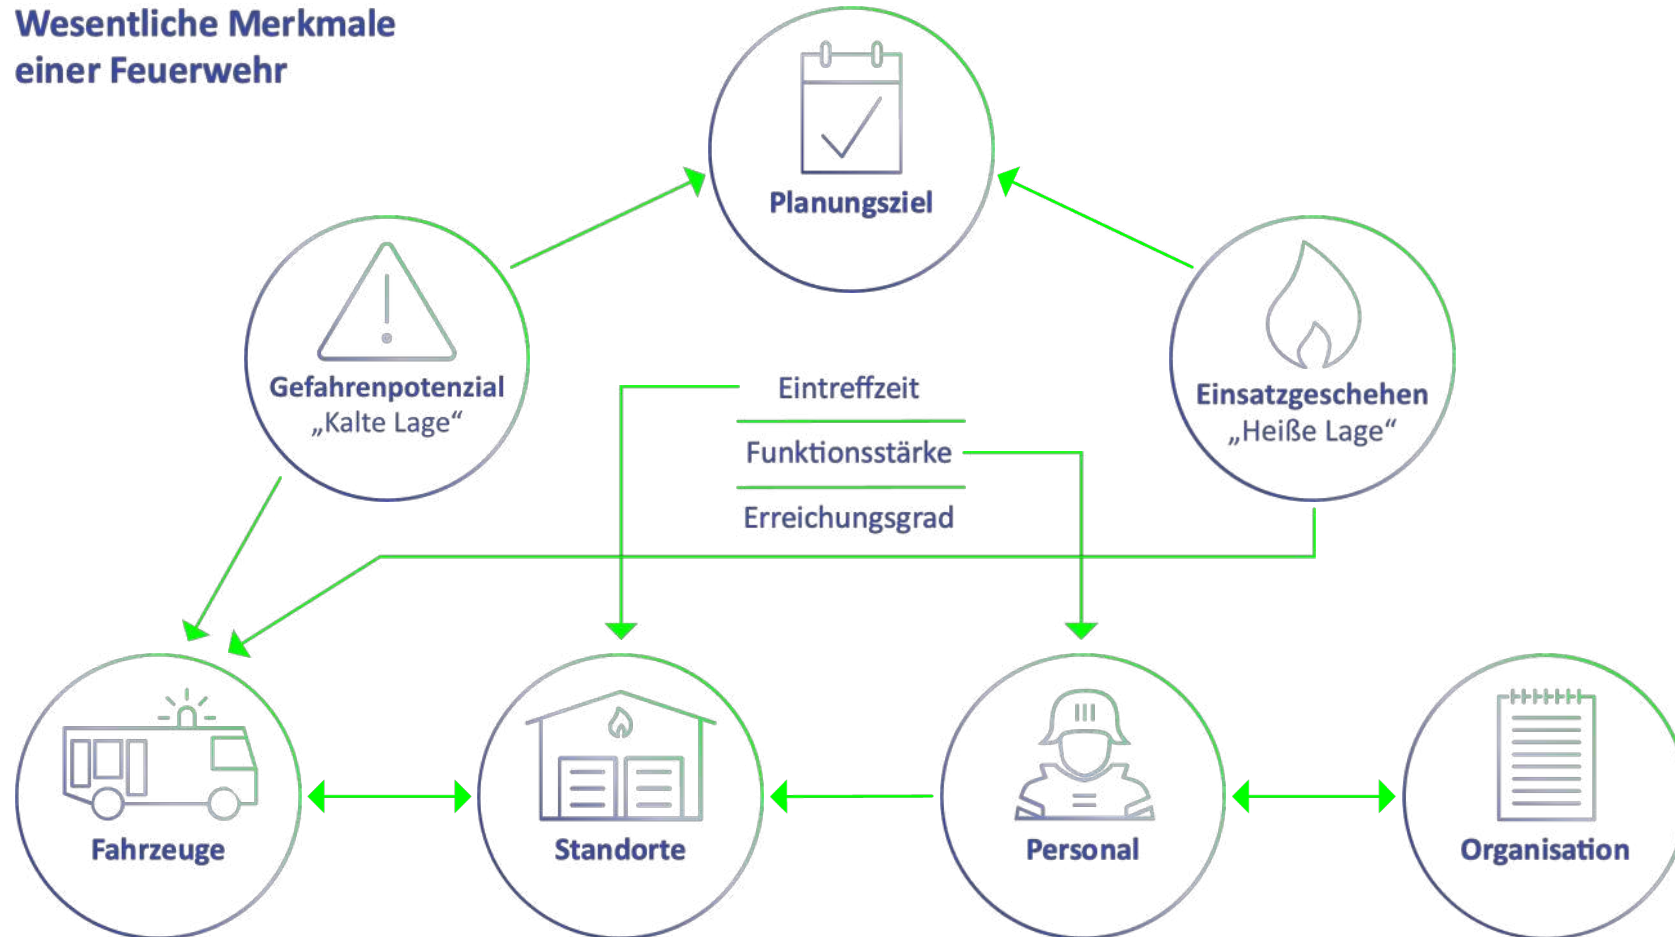 Wesentliche Merkmale
einer Feuerwehr
Planungsziel
Gefahrenpotenzial
„Kalte Lage“
Einsatzgeschehen
„Heiße Lage“
Eintreffzeit
Funktionsstärke
Erreichungsgrad
Fahrzeuge
Standorte
Personal
Organisation